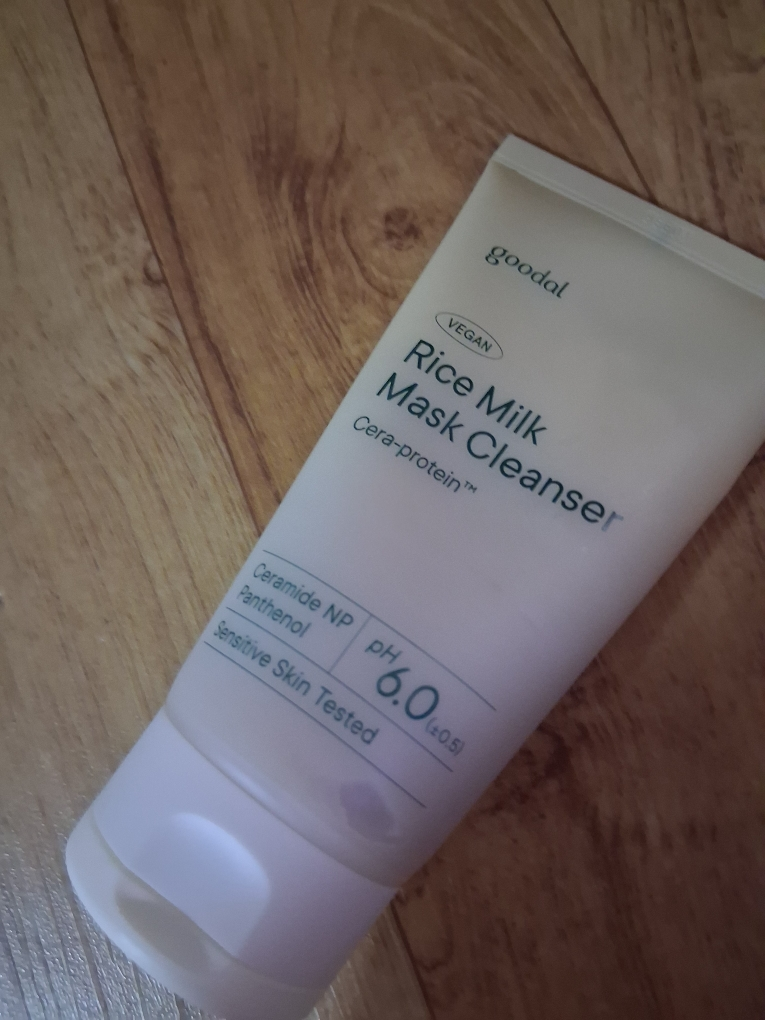 goodal
VEGAN
Rice Milk
Mask Cleanser
Cera-protein™
Ceramide NP
Panthenol
pH
6.0(±0.5)
Sensitive Skin Tested